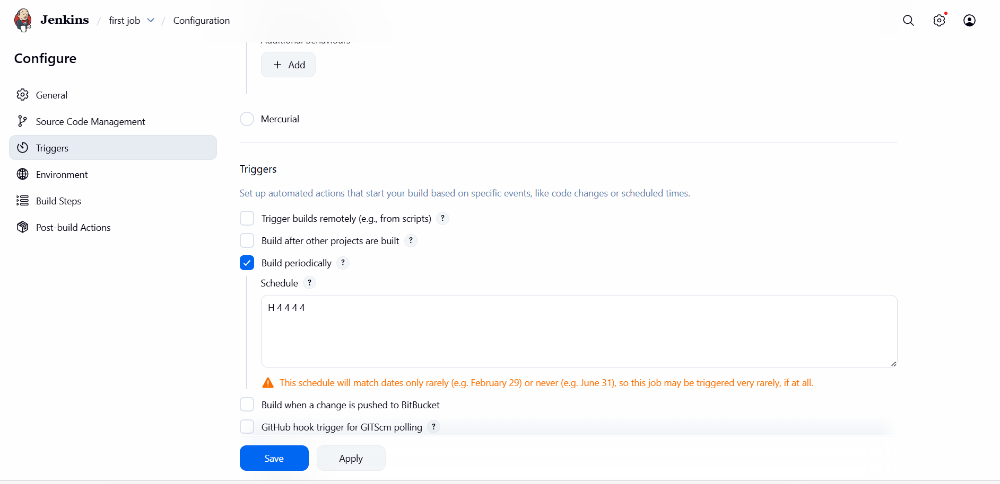 Jenkins / first job / Configuration
Additional Behaviours
Configure
+ Add
General
Source Code Management
Triggers
Environment
Build Steps
Post-build Actions
Mercurial
Triggers
Set up automated actions that start your build based on specific events, like code changes or scheduled times.
Trigger builds remotely (e.g., from scripts) ?
Build after other projects are built ?
Build periodically ?
Schedule ?
H 4 4 4 4
This schedule will match dates only rarely (e.g. February 29) or never (e.g. June 31), so this job may be triggered very rarely, if at all.
Build when a change is pushed to BitBucket
GitHub hook trigger for GITScm polling ?
Save
Apply